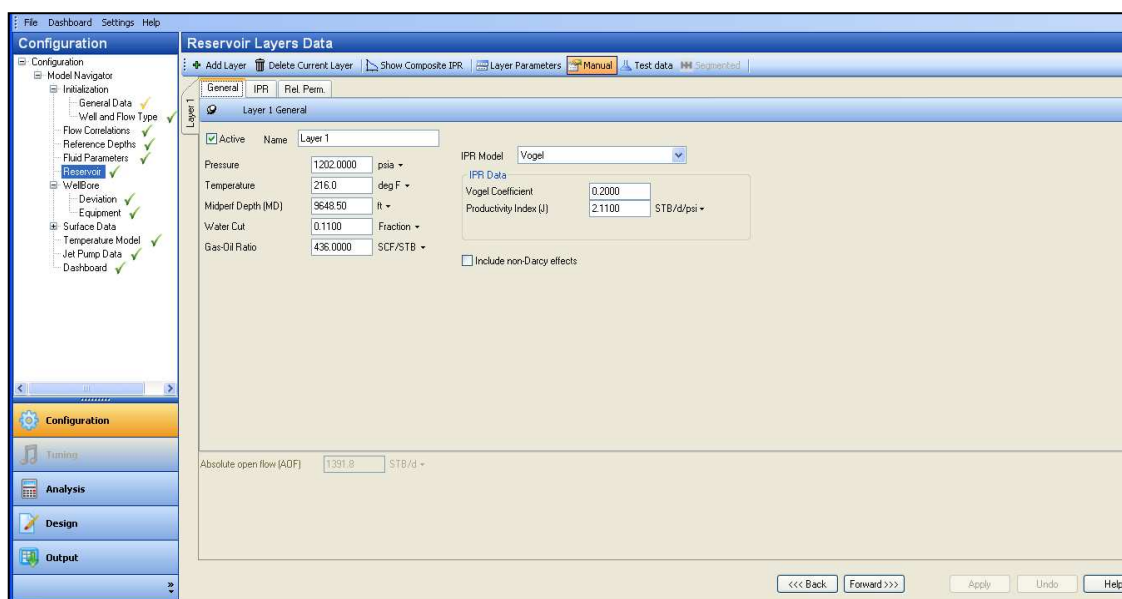 File Dashboard Settings Help
Configuration
Configuration
Model Navigator
Initialization
General Data
Well and Flow Type
Flow Correlations
Reference Depths
Fluid Parameters
Reservoir
WellBore
Deviation
Equipment
Surface Data
Temperature Model
Jet Pump Data
Dashboard
Configuration
Tuning
Analysis
Design
Output
Reservoir Layers Data
Add Layer Delete Current Layer Show Composite IPR Layer Parameters Manual Test data Segmented
General IPR Rel. Perm.
Layer 1
Layer 1 General
Active Name Layer 1
Pressure 1202.0000 psia
Temperature 216.0 deg F
Midperf Depth (MD) 9648.50 ft
Water Cut 0.1100 Fraction
Gas-Oil Ratio 436.0000 SCF/STB
IPR Model Vogel
IPR Data
Vogel Coefficient 0.2000
Productivity Index (J) 2.1100 STB/d/psi
Include non-Darcy effects
Absolute open flow (AOF) 1391.8 STB/d
<<< Back Forward >>> Apply Undo Help